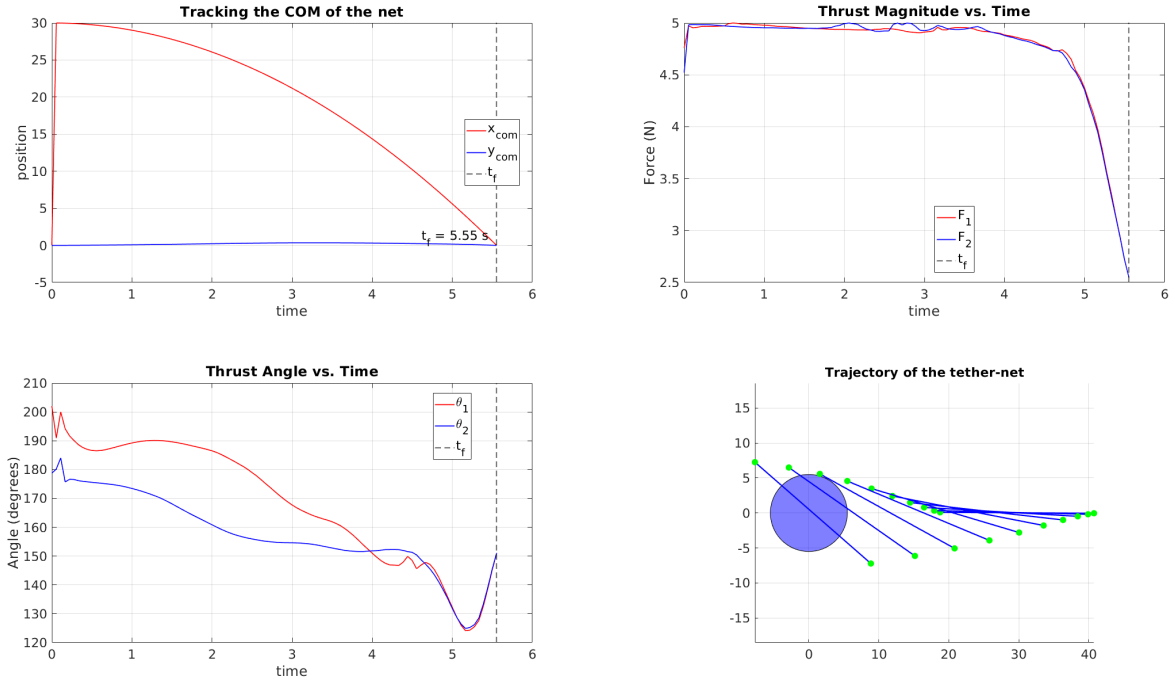 Tracking the COM of the net
30
25
20
15
10
5
0
-5
position
0 1 2 3 4 5 6
time
x_com
y_com
t_f
t_f = 5.55 s
Thrust Magnitude vs. Time
5
4.5
4
3.5
3
2.5
Force (N)
0 1 2 3 4 5 6
time
F_1
F_2
t_f
Thrust Angle vs. Time
210
200
190
180
170
160
150
140
130
120
Angle (degrees)
0 1 2 3 4 5 6
time
θ_1
θ_2
t_f
Trajectory of the tether-net
15
10
5
0
-5
-10
-15
0 10 20 30 40